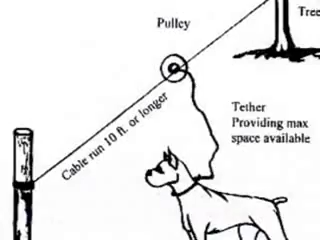 Tree
Pulley
Cable run 10 ft. or longer
Tether
Providing max
space available